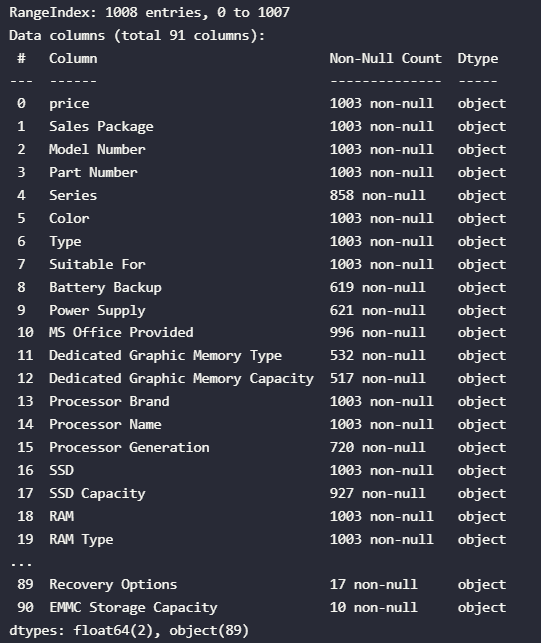 RangeIndex: 1008 entries, 0 to 1007
Data columns (total 91 columns):
 #   Column                             Non-Null Count  Dtype
---  ------                             --------------  -----
 0   price                              1003 non-null   object
 1   Sales Package                      1003 non-null   object
 2   Model Number                       1003 non-null   object
 3   Part Number                        1003 non-null   object
 4   Series                             858 non-null    object
 5   Color                              1003 non-null   object
 6   Type                               1003 non-null   object
 7   Suitable For                       1003 non-null   object
 8   Battery Backup                     619 non-null    object
 9   Power Supply                       621 non-null    object
 10  MS Office Provided                 996 non-null    object
 11  Dedicated Graphic Memory Type      532 non-null    object
 12  Dedicated Graphic Memory Capacity  517 non-null    object
 13  Processor Brand                    1003 non-null   object
 14  Processor Name                     1003 non-null   object
 15  Processor Generation               720 non-null    object
 16  SSD                                1003 non-null   object
 17  SSD Capacity                       927 non-null    object
 18  RAM                                1003 non-null   object
 19  RAM Type                           1003 non-null   object
...
 89  Recovery Options                   17 non-null     object
 90  EMMC Storage Capacity              10 non-null     object
dtypes: float64(2), object(89)